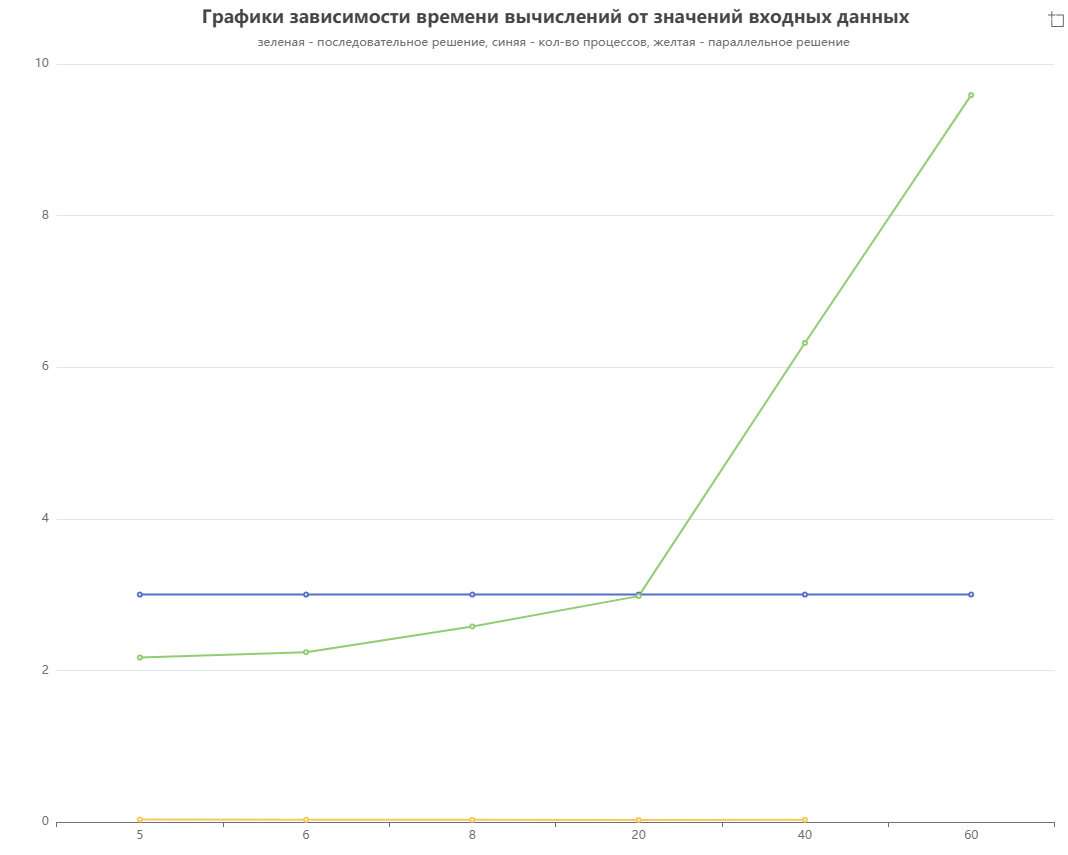 Графики зависимости времени вычислений от значений входных данных
зеленая - последовательное решение, синяя - кол-во процессов, желтая - параллельное решение
10
8
6
4
2
0
5 6 8 20 40 60